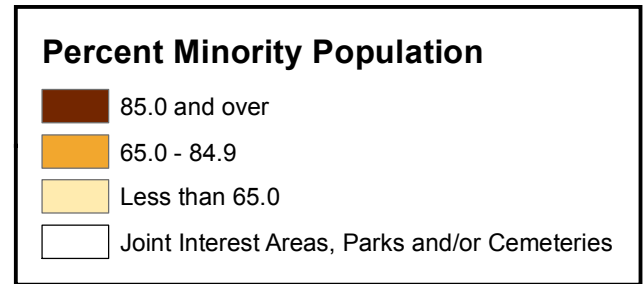 Percent Minority Population
85.0 and over
65.0 - 84.9
Less than 65.0
Joint Interest Areas, Parks and/or Cemeteries